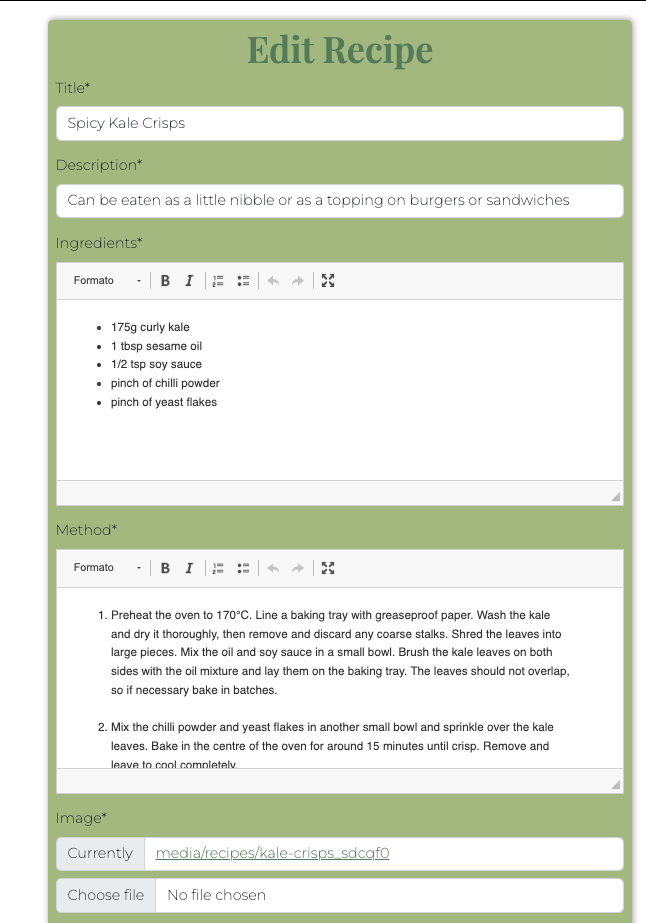 Edit Recipe
Title*
Spicy Kale Crisps
Description*
Can be eaten as a little nibble or as a topping on burgers or sandwiches
Ingredients*
Formato
B I
• 175g curly kale
• 1 tbsp sesame oil
• 1/2 tsp soy sauce
• pinch of chilli powder
• pinch of yeast flakes
Method*
Formato
B I
1. Preheat the oven to 170°C. Line a baking tray with greaseproof paper. Wash the kale
and dry it thoroughly, then remove and discard any coarse stalks. Shred the leaves into
large pieces. Mix the oil and soy sauce in a small bowl. Brush the kale leaves on both
sides with the oil mixture and lay them on the baking tray. The leaves should not overlap,
so if necessary bake in batches.
2. Mix the chilli powder and yeast flakes in another small bowl and sprinkle over the kale
leaves. Bake in the centre of the oven for around 15 minutes until crisp. Remove and
leave to cool completely.
Image*
Currently media/recipes/kale-crisps_sdcqf0
Choose file No file chosen